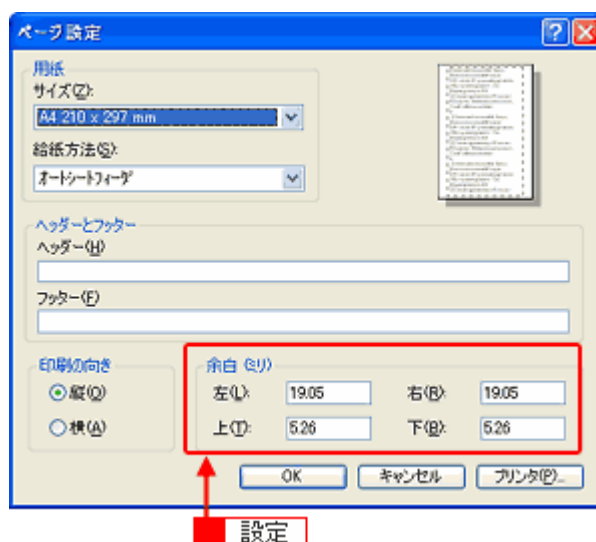 ページ設定
用紙
サイズ(Z):
A4 210 x 297 mm
給紙方法(S):
オートシートフィーダ
ヘッダーとフッター
ヘッダー(H)
フッター(F)
印刷の向き
縦(O)
横(A)
余白 (ミリ)
左(L): 19.05 右(R): 19.05
上(T): 5.26 下(B): 5.26
OK キャンセル プリンタ(P)...
設定